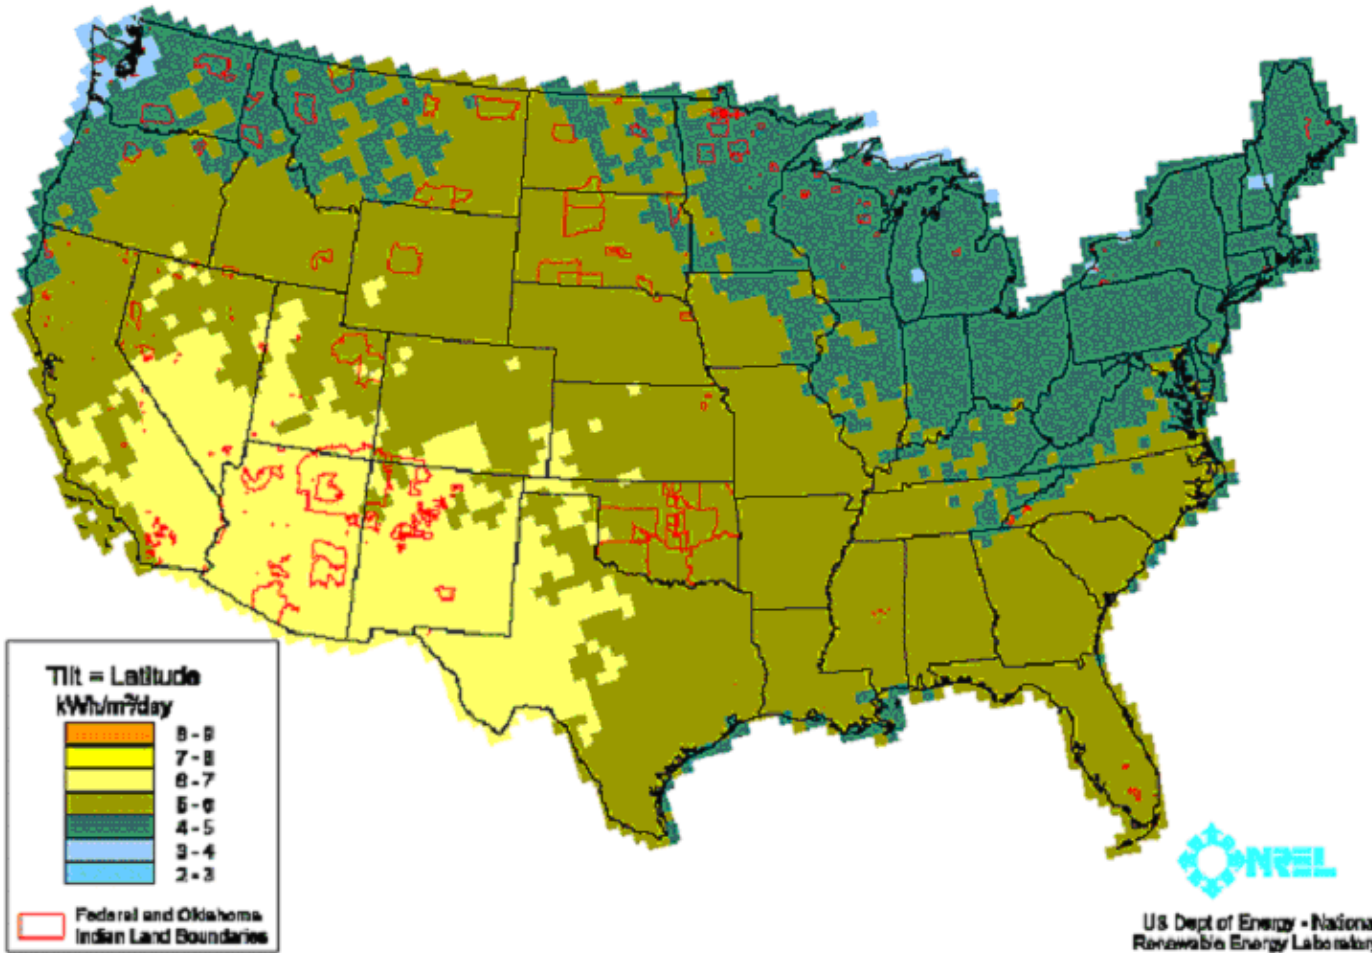 Tilt = Latitude
kWh/m²/day
8 - 9
7 - 8
6 - 7
5 - 6
4 - 5
3 - 4
2 - 3
Federal and Oklahoma
Indian Land Boundaries
NREL
US Dept of Energy - National
Renewable Energy Laboratory